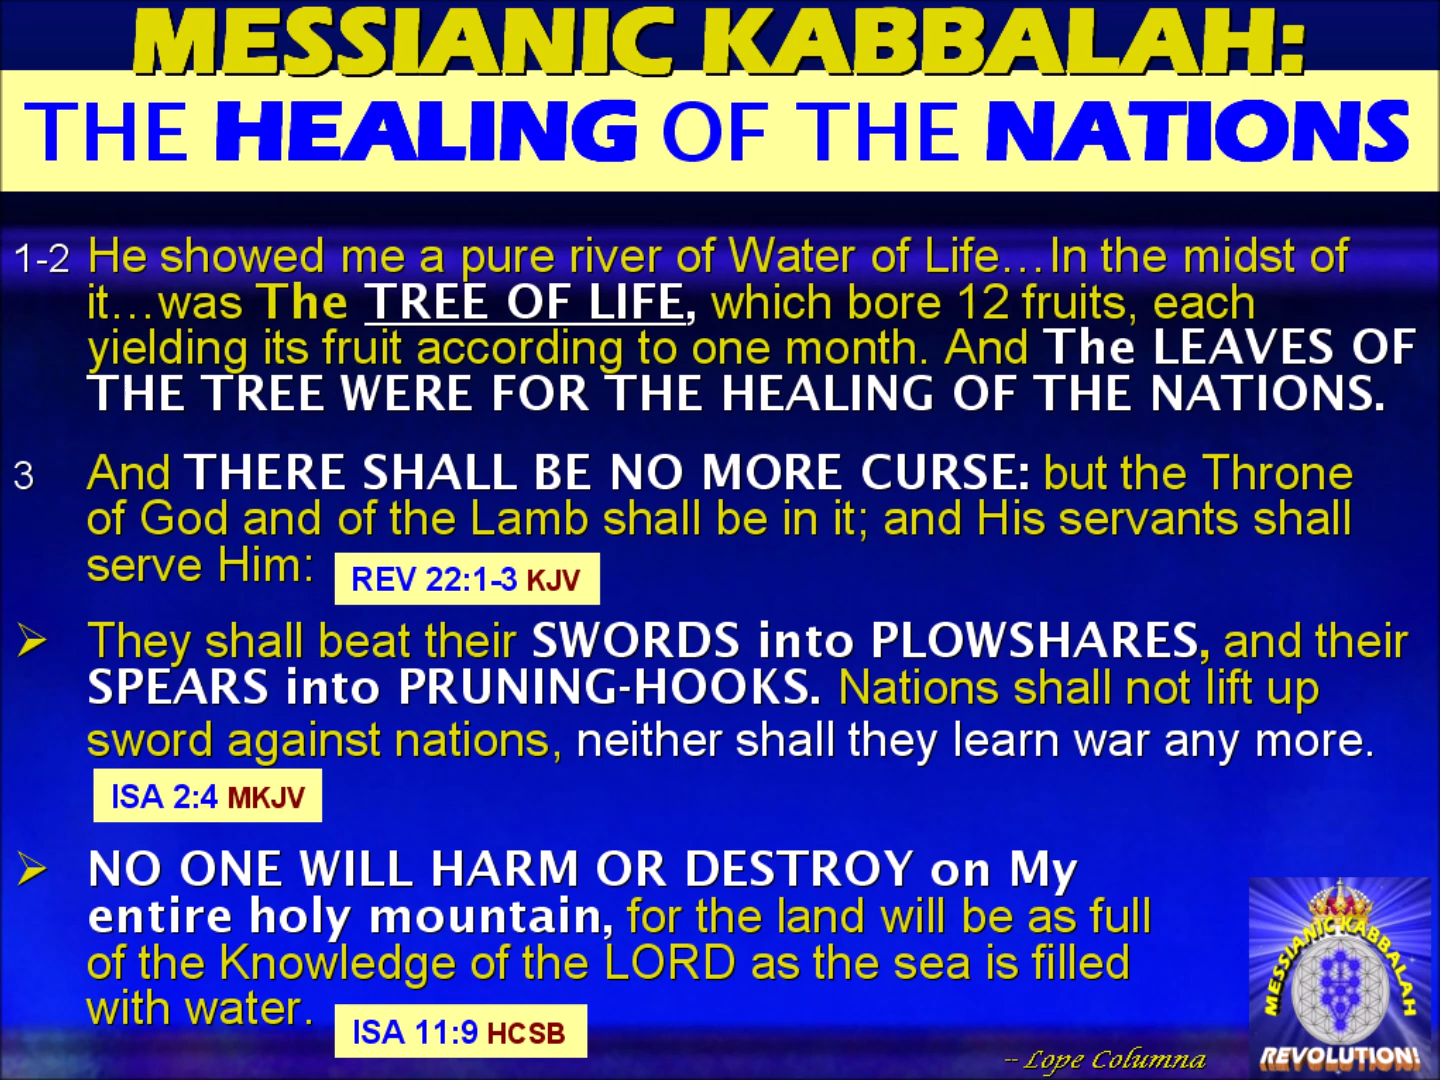 MESSIANIC KABBALAH:
THE HEALING OF THE NATIONS
1-2 He showed me a pure river of Water of Life…In the midst of
it…was The TREE OF LIFE, which bore 12 fruits, each
yielding its fruit according to one month. And The LEAVES OF
THE TREE WERE FOR THE HEALING OF THE NATIONS.
3 And THERE SHALL BE NO MORE CURSE: but the Throne
of God and of the Lamb shall be in it; and His servants shall
serve Him: REV 22:1-3 KJV
➢ They shall beat their SWORDS into PLOWSHARES, and their
SPEARS into PRUNING-HOOKS. Nations shall not lift up
sword against nations, neither shall they learn war any more.
ISA 2:4 MKJV
➢ NO ONE WILL HARM OR DESTROY on My
entire holy mountain, for the land will be as full
of the Knowledge of the LORD as the sea is filled
with water. ISA 11:9 HCSB
-- Lope Columna
MESSIANIC KABBALAH
REVOLUTION!